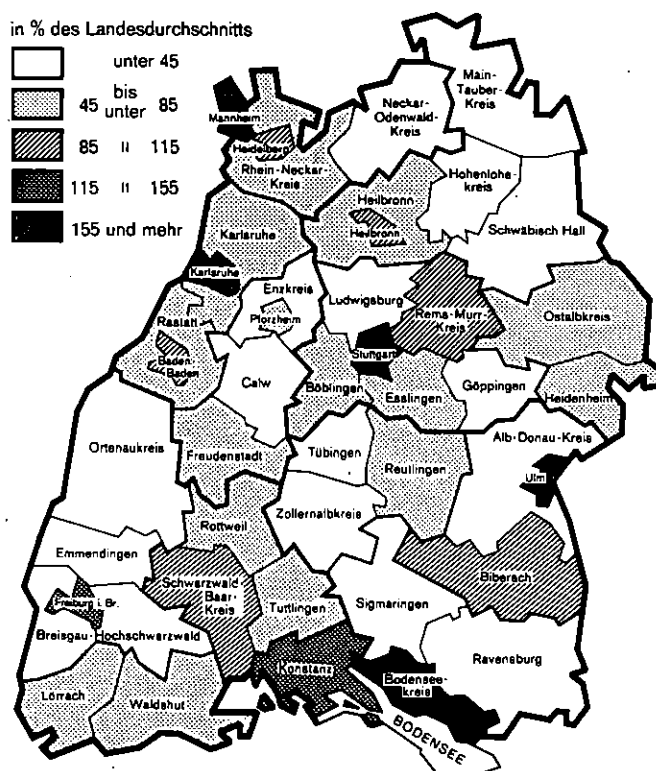 in % des Landesdurchschnitts
unter 45
45 bis unter 85
85 " 115
115 " 155
155 und mehr
Main-
Tauber-
Kreis
Neckar-
Odenwald-
Kreis
Mannheim
Heidelberg
Rhein-Neckar-
Kreis
Hohenlohe-
kreis
Heilbronn
Heilbronn
Schwäbisch Hall
Karlsruhe
Karlsruhe
Enzkreis
Pforzheim
Ludwigsburg
Rems-Murr-
Kreis
Ostalbkreis
Rastatt
Baden-
Baden
Stuttgart
Calw
Böblingen
Esslingen
Göppingen
Heidenheim
Ortenaukreis
Freudenstadt
Tübingen
Reutlingen
Alb-Donau-Kreis
Ulm
Rottweil
Zollernalbkreis
Emmendingen
Schwarzwald
Baar-
Kreis
Biberach
Freiburg i. Br.
Tuttlingen
Sigmaringen
Breisgau-Hochschwarzwald
Konstanz
Ravensburg
Bodensee-
kreis
Lörrach
Waldshut
BODENSEE